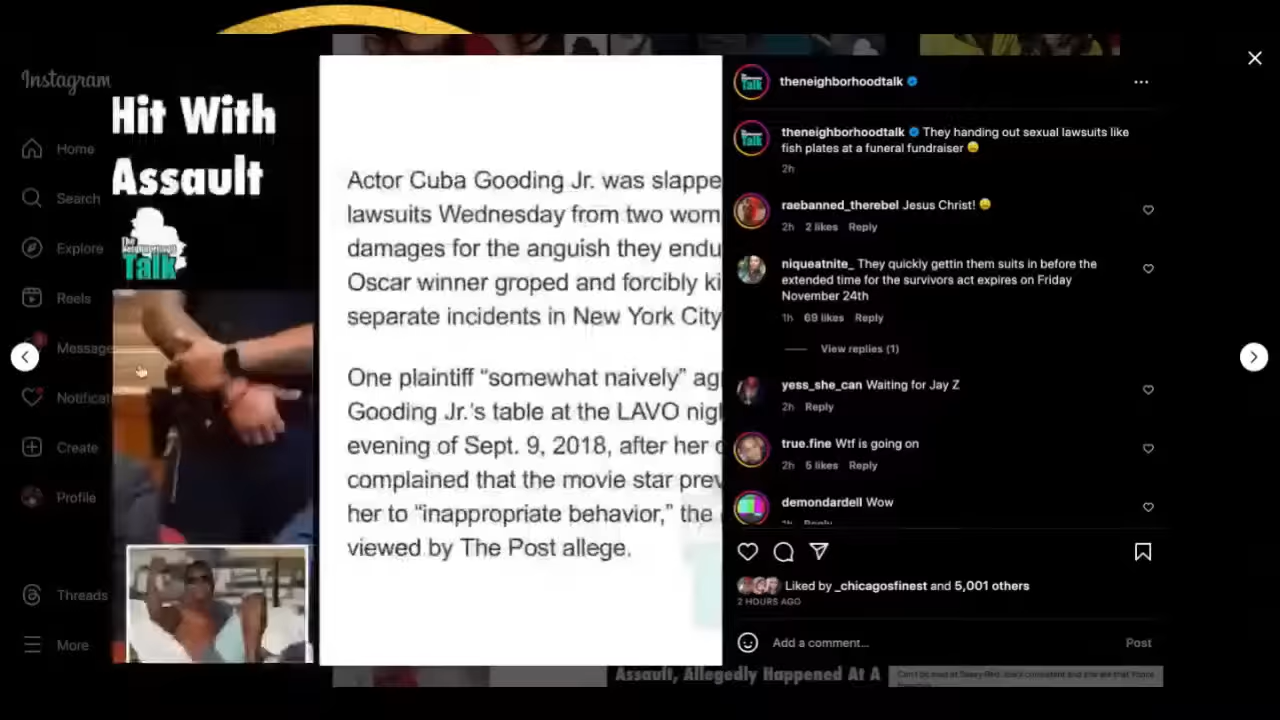 Instagram
Home
Search
Explore
Reels
Message
Notificat
Create
Profile
Threads
More
Hit With
Assault
The
Neighborhood
Talk
Actor Cuba Gooding Jr. was slappe
lawsuits Wednesday from two wom
damages for the anguish they endu
Oscar winner groped and forcibly ki
separate incidents in New York City
One plaintiff “somewhat naively” ag
Gooding Jr.’s table at the LAVO nigh
evening of Sept. 9, 2018, after her
complained that the movie star prev
her to “inappropriate behavior,” the
viewed by The Post allege.
theneighborhoodtalk
theneighborhoodtalk They handing out sexual lawsuits like
fish plates at a funeral fundraiser 😩
2h
raebanned_therebel Jesus Christ! 😩
2h 2 likes Reply
niqueatnite_ They quickly gettin them suits in before the
extended time for the survivors act expires on Friday
November 24th
1h 69 likes Reply
View replies (1)
yess_she_can Waiting for Jay Z
2h Reply
true.fine Wtf is going on
2h 5 likes Reply
demondardell Wow
Reply
Liked by _chicagosfinest and 5,001 others
2 HOURS AGO
Add a comment... Post
Assault, Allegedly Happened At A